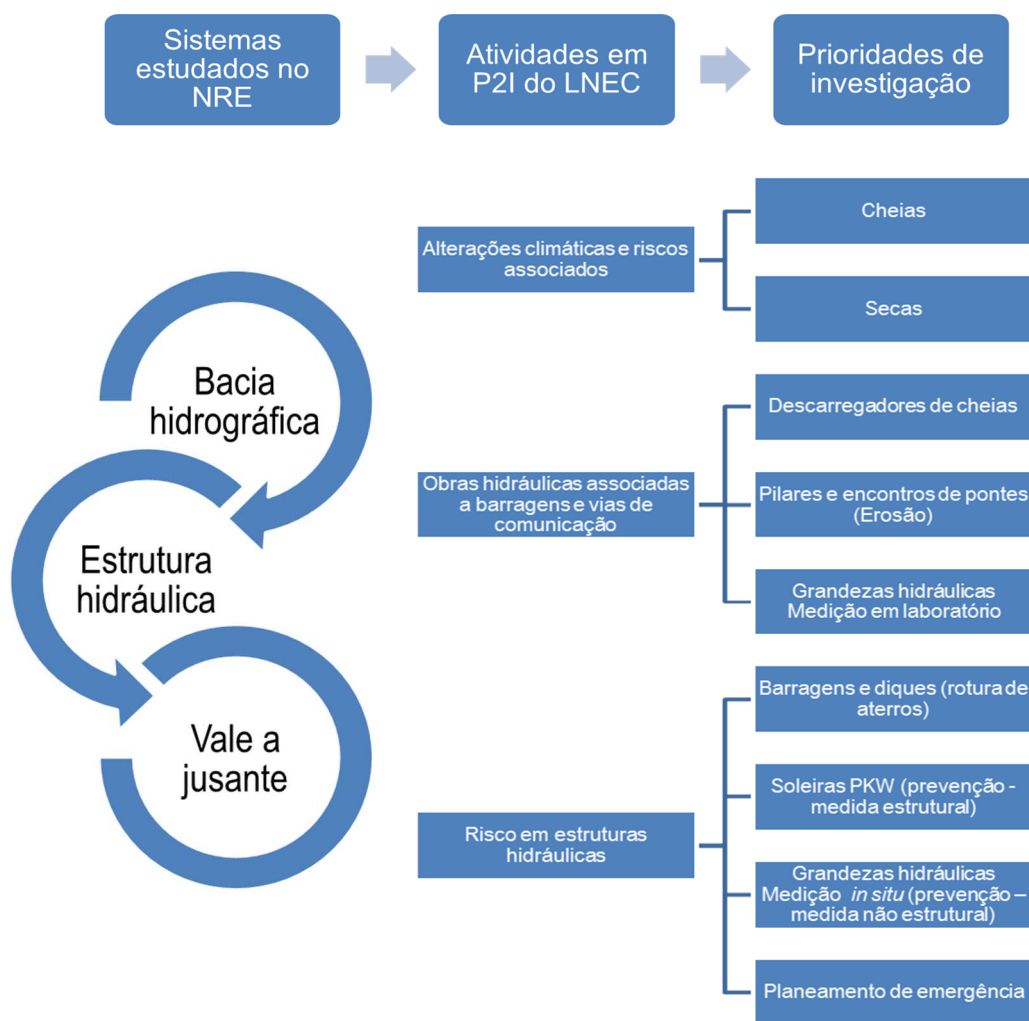 Sistemas
estudados no
NRE
Atividades em
P2I do LNEC
Prioridades de
investigação
Bacia
hidrográfica
Estrutura
hidráulica
Vale a
jusante
Alterações climáticas e riscos
associados
Cheias
Secas
Obras hidráulicas associadas
a barragens e vias de
comunicação
Descarregadores de cheias
Pilares e encontros de pontes
(Erosão)
Grandezas hidráulicas
Medição em laboratório
Risco em estruturas
hidráulicas
Barragens e diques (rotura de
aterros)
Soleiras PKW (prevenção -
medida estrutural)
Grandezas hidráulicas
Medição in situ (prevenção –
medida não estrutural)
Planeamento de emergência